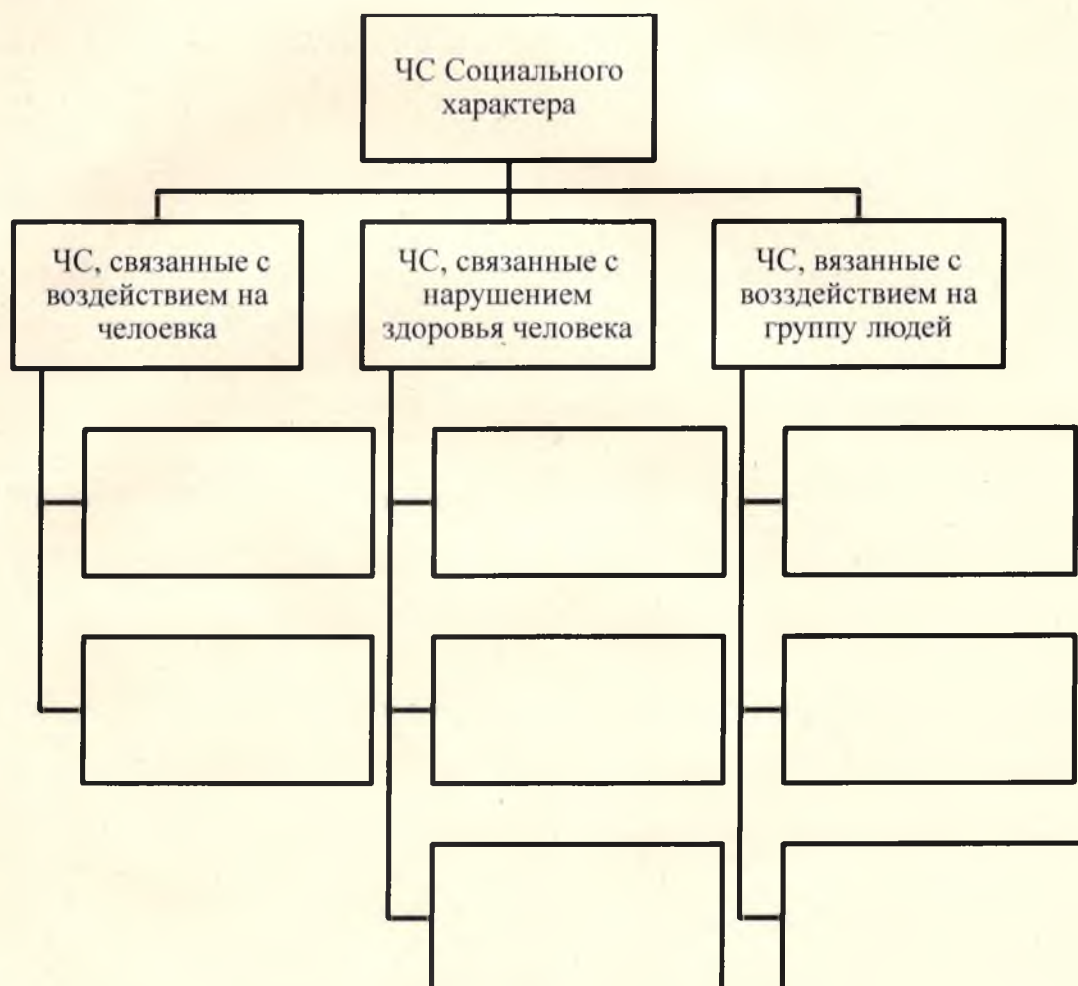 ЧС Социального
характера
ЧС, связанные с
воздействием на
челоевка
ЧС, связанные с
нарушением
здоровья человека
ЧС, вязанные с
возздействием на
группу людей